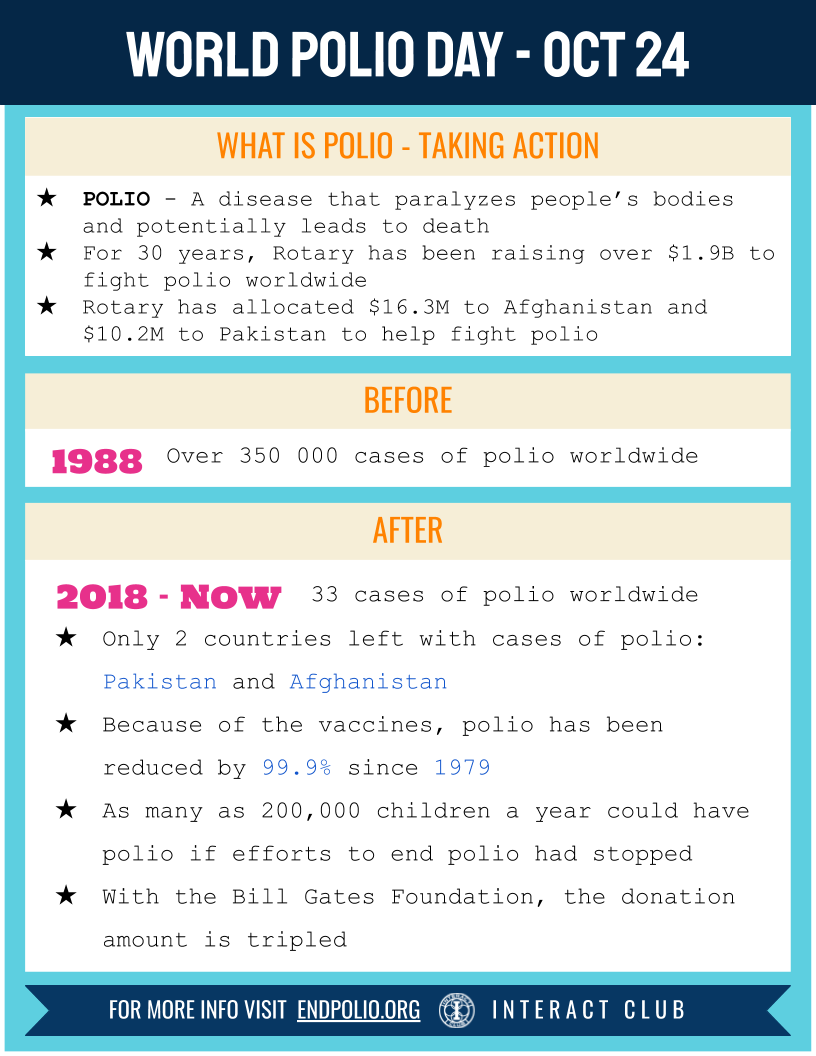 WORLD POLIO DAY - OCT 24
WHAT IS POLIO - TAKING ACTION
★ POLIO - A disease that paralyzes people’s bodies
and potentially leads to death
★ For 30 years, Rotary has been raising over $1.9B to
fight polio worldwide
★ Rotary has allocated $16.3M to Afghanistan and
$10.2M to Pakistan to help fight polio
BEFORE
1988 Over 350 000 cases of polio worldwide
AFTER
2018 - Now 33 cases of polio worldwide
★ Only 2 countries left with cases of polio:
Pakistan and Afghanistan
★ Because of the vaccines, polio has been
reduced by 99.9% since 1979
★ As many as 200,000 children a year could have
polio if efforts to end polio had stopped
★ With the Bill Gates Foundation, the donation
amount is tripled
FOR MORE INFO VISIT ENDPOLIO.ORG INTERACT CLUB